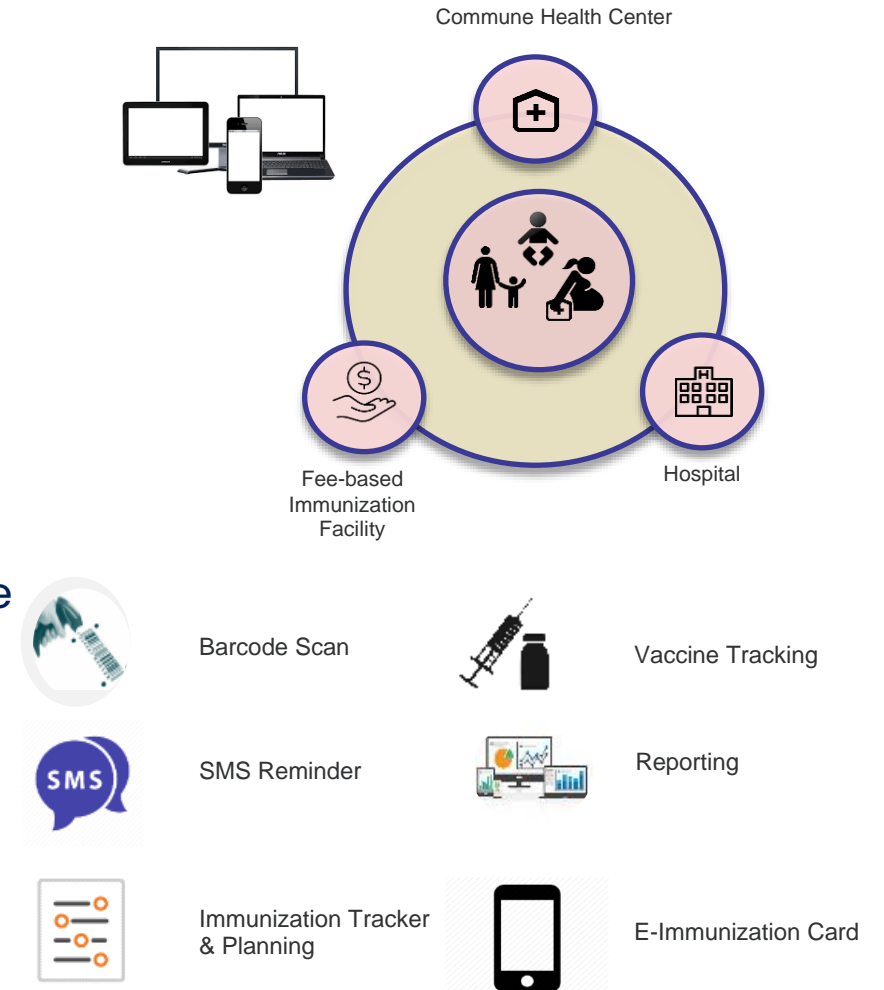 Commune Health Center
$
H
Hospital
Fee-based
Immunization
Facility
e
Barcode Scan
Vaccine Tracking
SMS
SMS Reminder
Reporting
Immunization Tracker
& Planning
E-Immunization Card